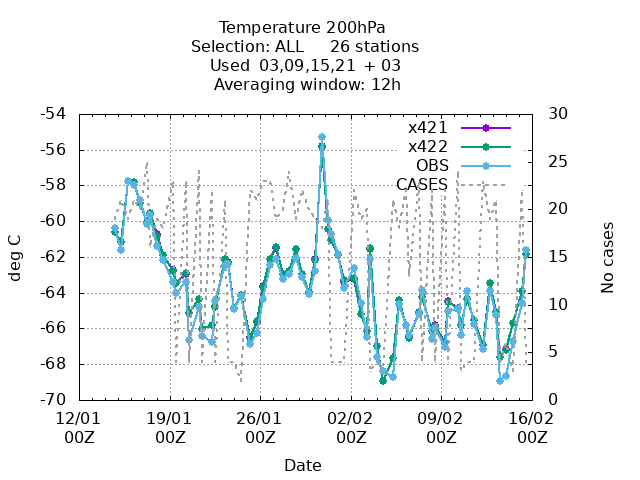 Temperature 200hPa
Selection: ALL 26 stations
Used 03,09,15,21 + 03
Averaging window: 12h
x421
x422
OBS
CASES
deg C
-54
-56
-58
-60
-62
-64
-66
-68
-70
No cases
30
25
20
15
10
5
0
12/01 19/01 26/01 02/02 09/02 16/02
00Z 00Z 00Z 00Z 00Z 00Z
Date